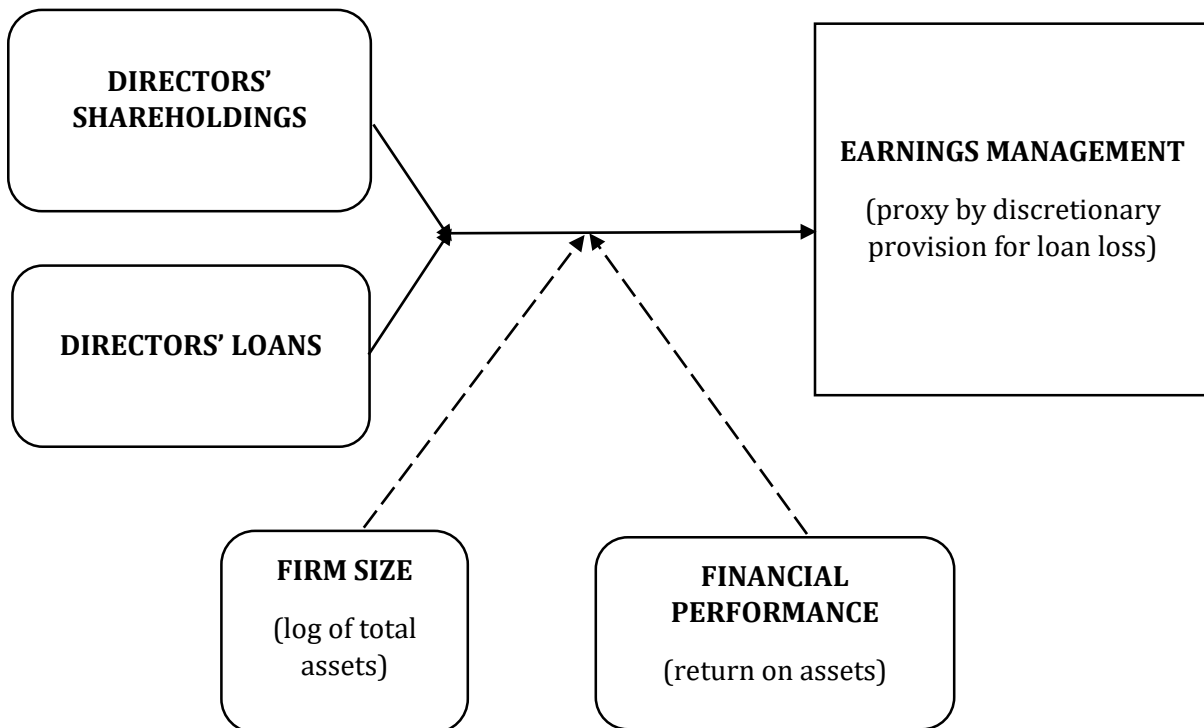 DIRECTORS’
SHAREHOLDINGS
DIRECTORS’ LOANS
EARNINGS MANAGEMENT
(proxy by discretionary
provision for loan loss)
FIRM SIZE
(log of total
assets)
FINANCIAL
PERFORMANCE
(return on assets)